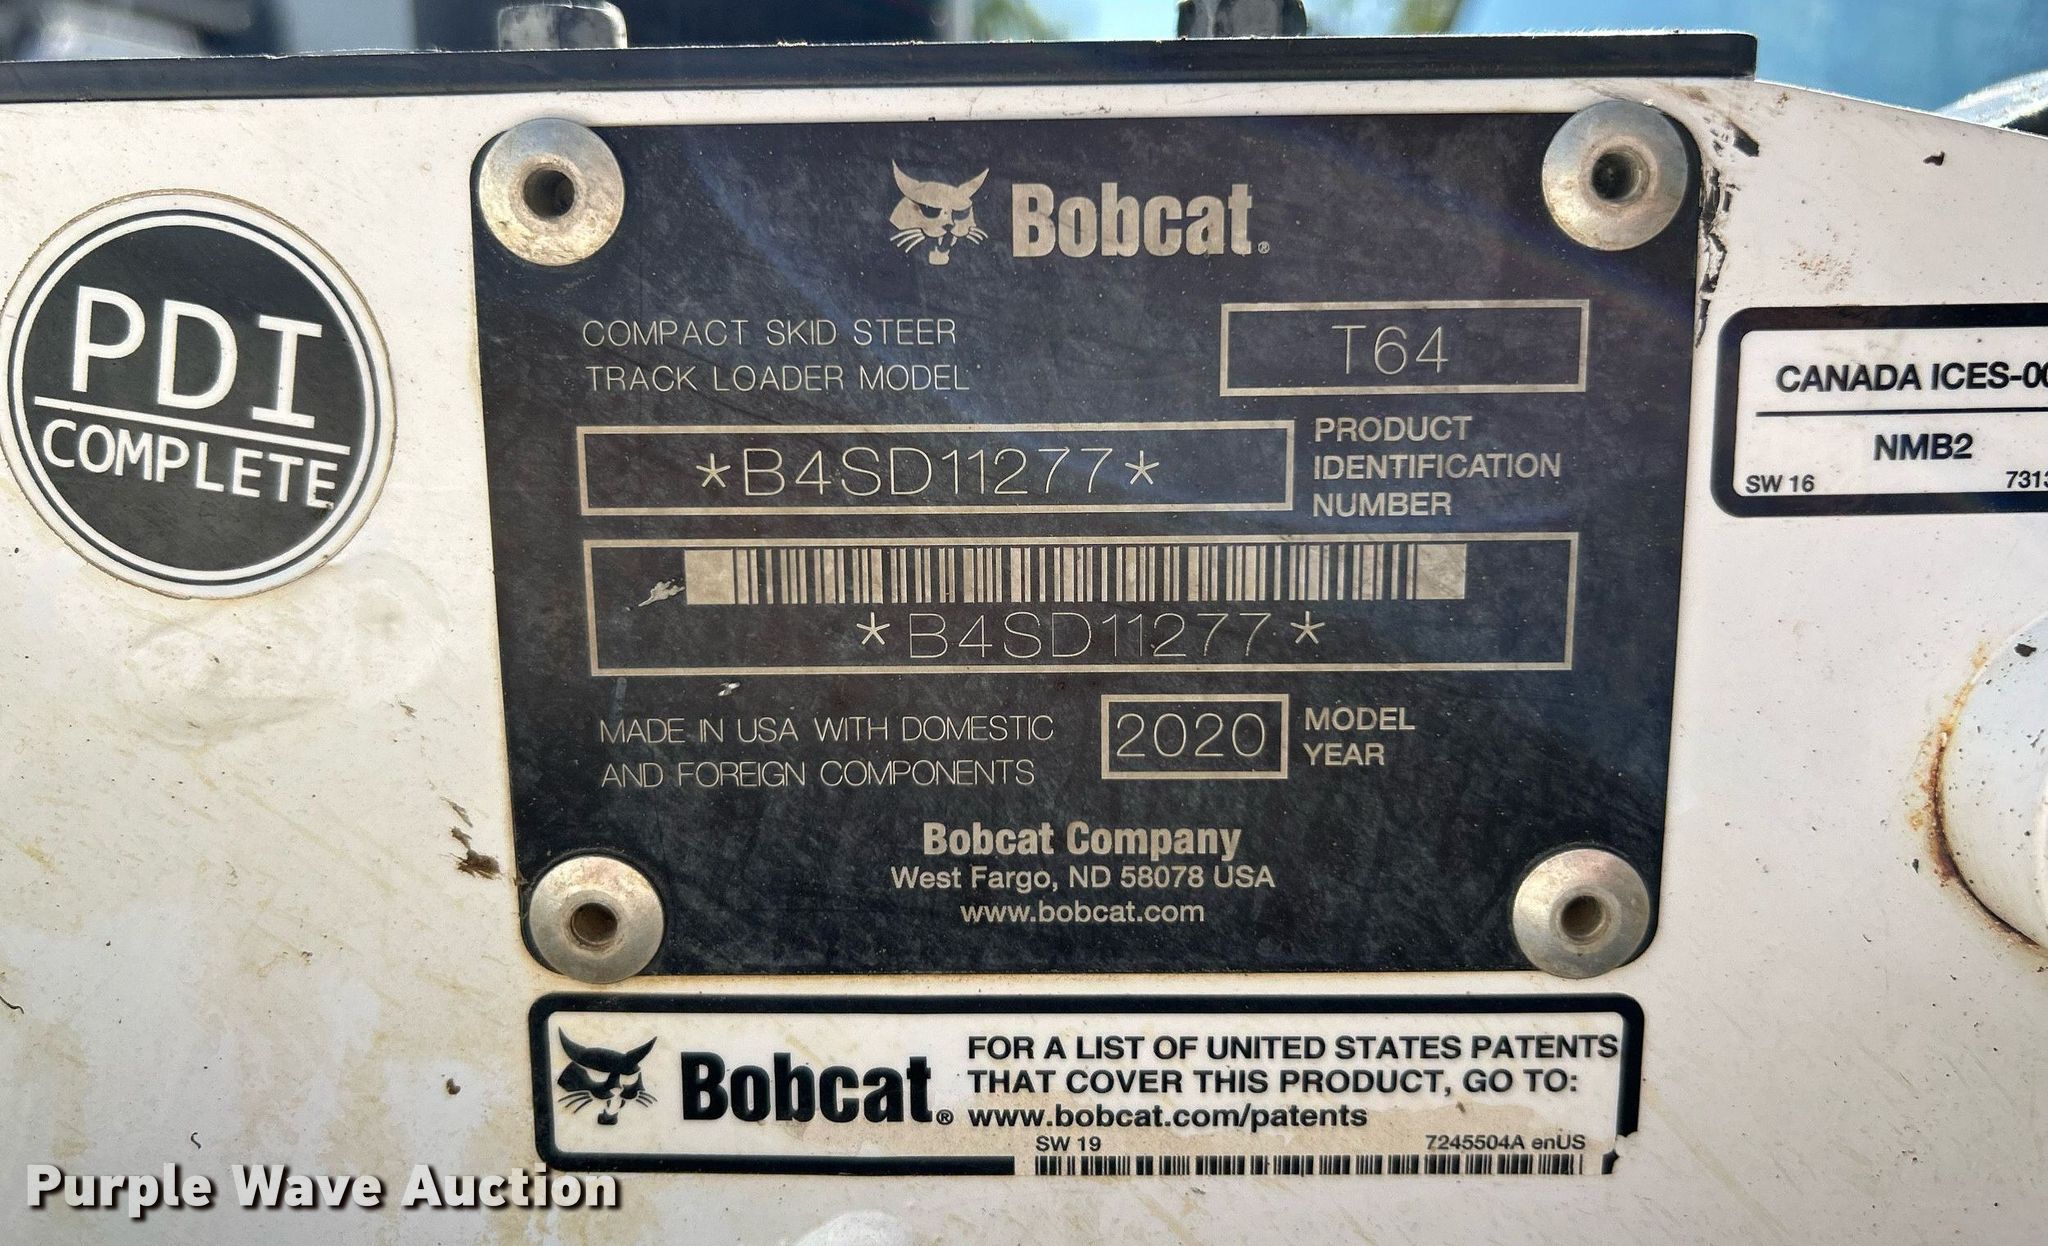 PDI
COMPLETE
Bobcat®
COMPACT SKID STEER
TRACK LOADER MODEL
T64
*B4SD11277*
PRODUCT
IDENTIFICATION
NUMBER
*B4SD11277*
MADE IN USA WITH DOMESTIC
AND FOREIGN COMPONENTS
2020
MODEL
YEAR
Bobcat Company
West Fargo, ND 58078 USA
www.bobcat.com
CANADA ICES-00
NMB2
SW 16
7313
Bobcat®
FOR A LIST OF UNITED STATES PATENTS
THAT COVER THIS PRODUCT, GO TO:
www.bobcat.com/patents
SW 19
7245504A enUS
Purple Wave Auction